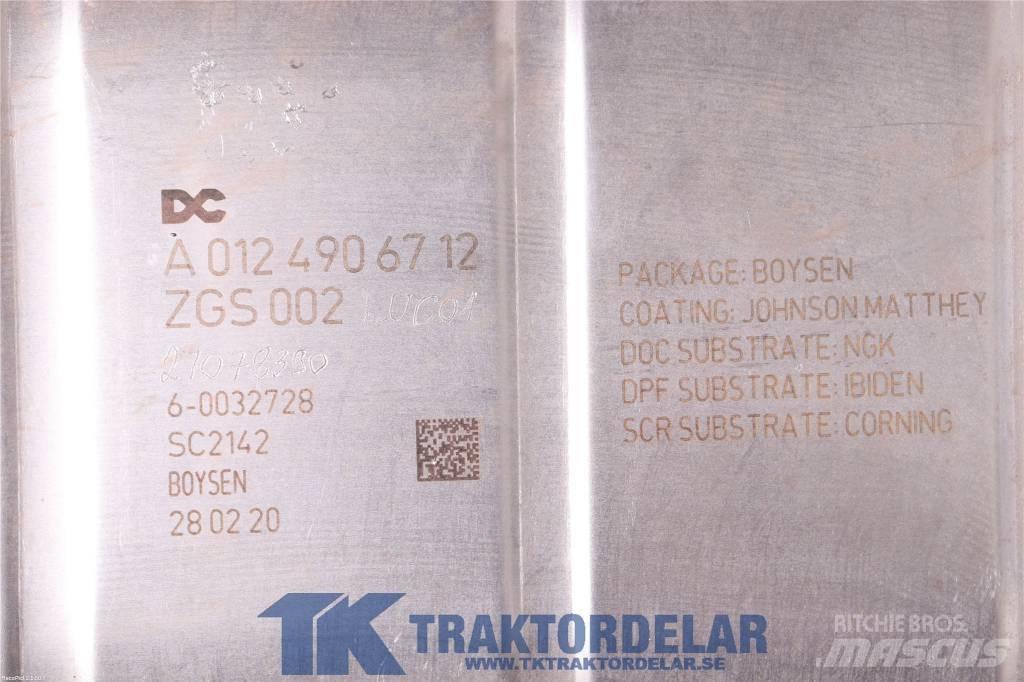 DC
A 012 490 67 12
ZGS 002
21078390
6-0032728
SC2142
BOYSEN
28 02 20
PACKAGE: BOYSEN
COATING: JOHNSON MATTHEY
DOC SUBSTRATE: NGK
DPF SUBSTRATE: IBIDEN
SCR SUBSTRATE: CORNING
TK TRAKTORDELAR
WWW.TKTRAKTORDELAR.SE
RITCHIE BROS.
MASCUS